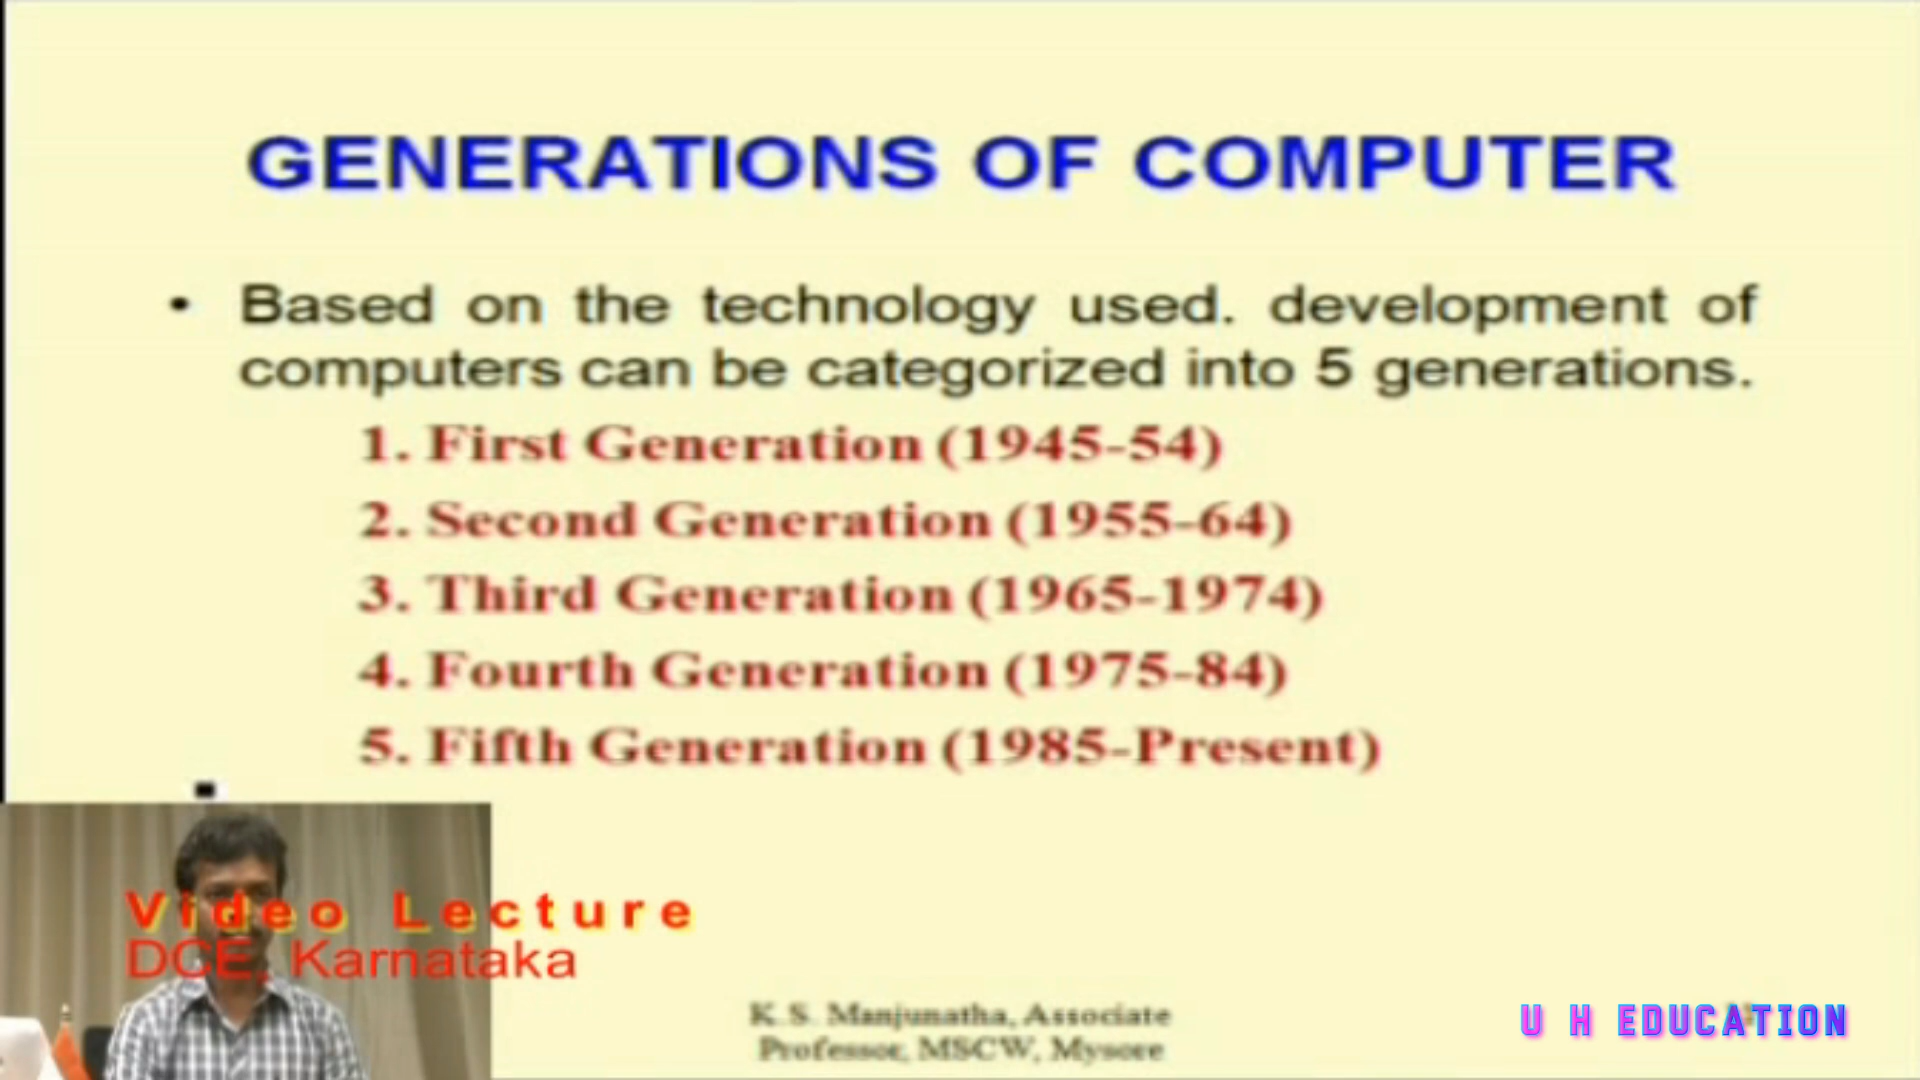 GENERATIONS OF COMPUTER
• Based on the technology used. development of
computers can be categorized into 5 generations.
1. First Generation (1945-54)
2. Second Generation (1955-64)
3. Third Generation (1965-1974)
4. Fourth Generation (1975-84)
5. Fifth Generation (1985-Present)
Video Lecture
DCE, Karnataka
K.S. Manjunatha, Associate
Professor, MSCW, Mysore
U H EDUCATION